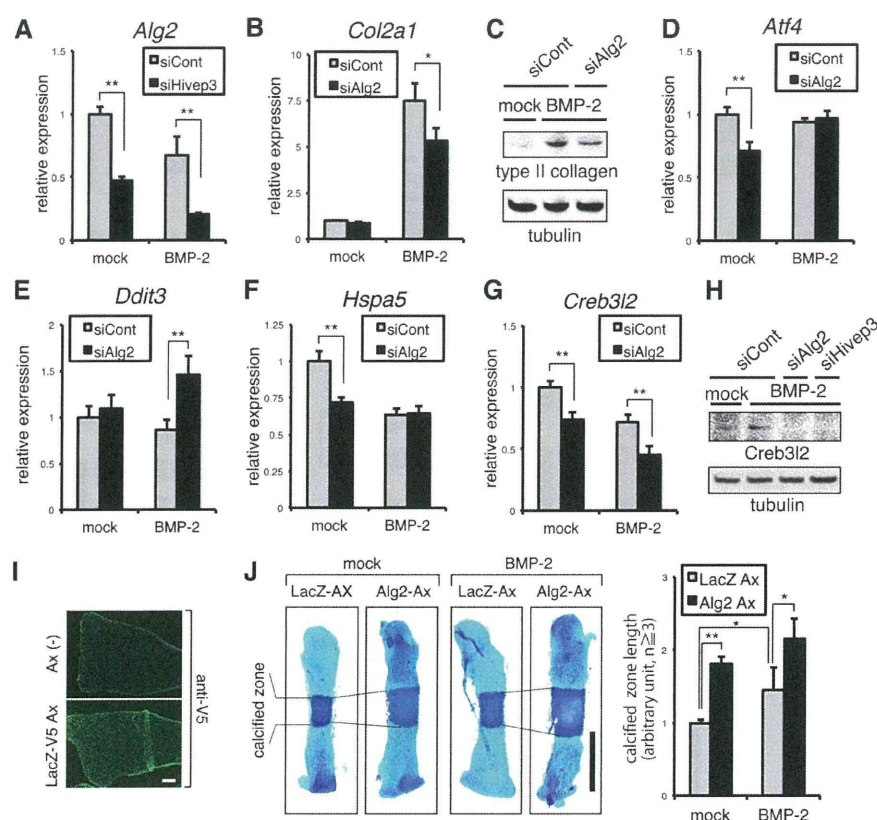 A
Alg2
relative expression
1.5
1
0.5
0
siCont
siHivep3
**
**
mock
BMP-2
B
Col2a1
relative expression
10
7.5
5
2.5
0
siCont
siAlg2
*
mock
BMP-2
C
siCont
siAlg2
mock
BMP-2
type II collagen
tubulin
D
Atf4
relative expression
1.5
1
0.5
0
siCont
siAlg2
**
mock
BMP-2
E
Ddit3
relative expression
2
1.5
1
0.5
0
siCont
siAlg2
**
mock
BMP-2
F
Hspa5
relative expression
1.25
1
0.75
0.5
0.25
0
siCont
siAlg2
**
mock
BMP-2
G
Creb3l2
relative expression
1.5
1
0.5
0
siCont
siAlg2
**
**
mock
BMP-2
H
siCont
siAlg2
siHivep3
mock
BMP-2
Creb3l2
tubulin
I
Ax (-)
LacZ-V5 Ax
anti-V5
J
mock
BMP-2
LacZ-AX
Alg2-Ax
LacZ-Ax
Alg2-Ax
calcified zone
calcified zone length
(arbitrary unit, n≧3)
3
2
1
0
LacZ Ax
Alg2 Ax
**
*
*
mock
BMP-2